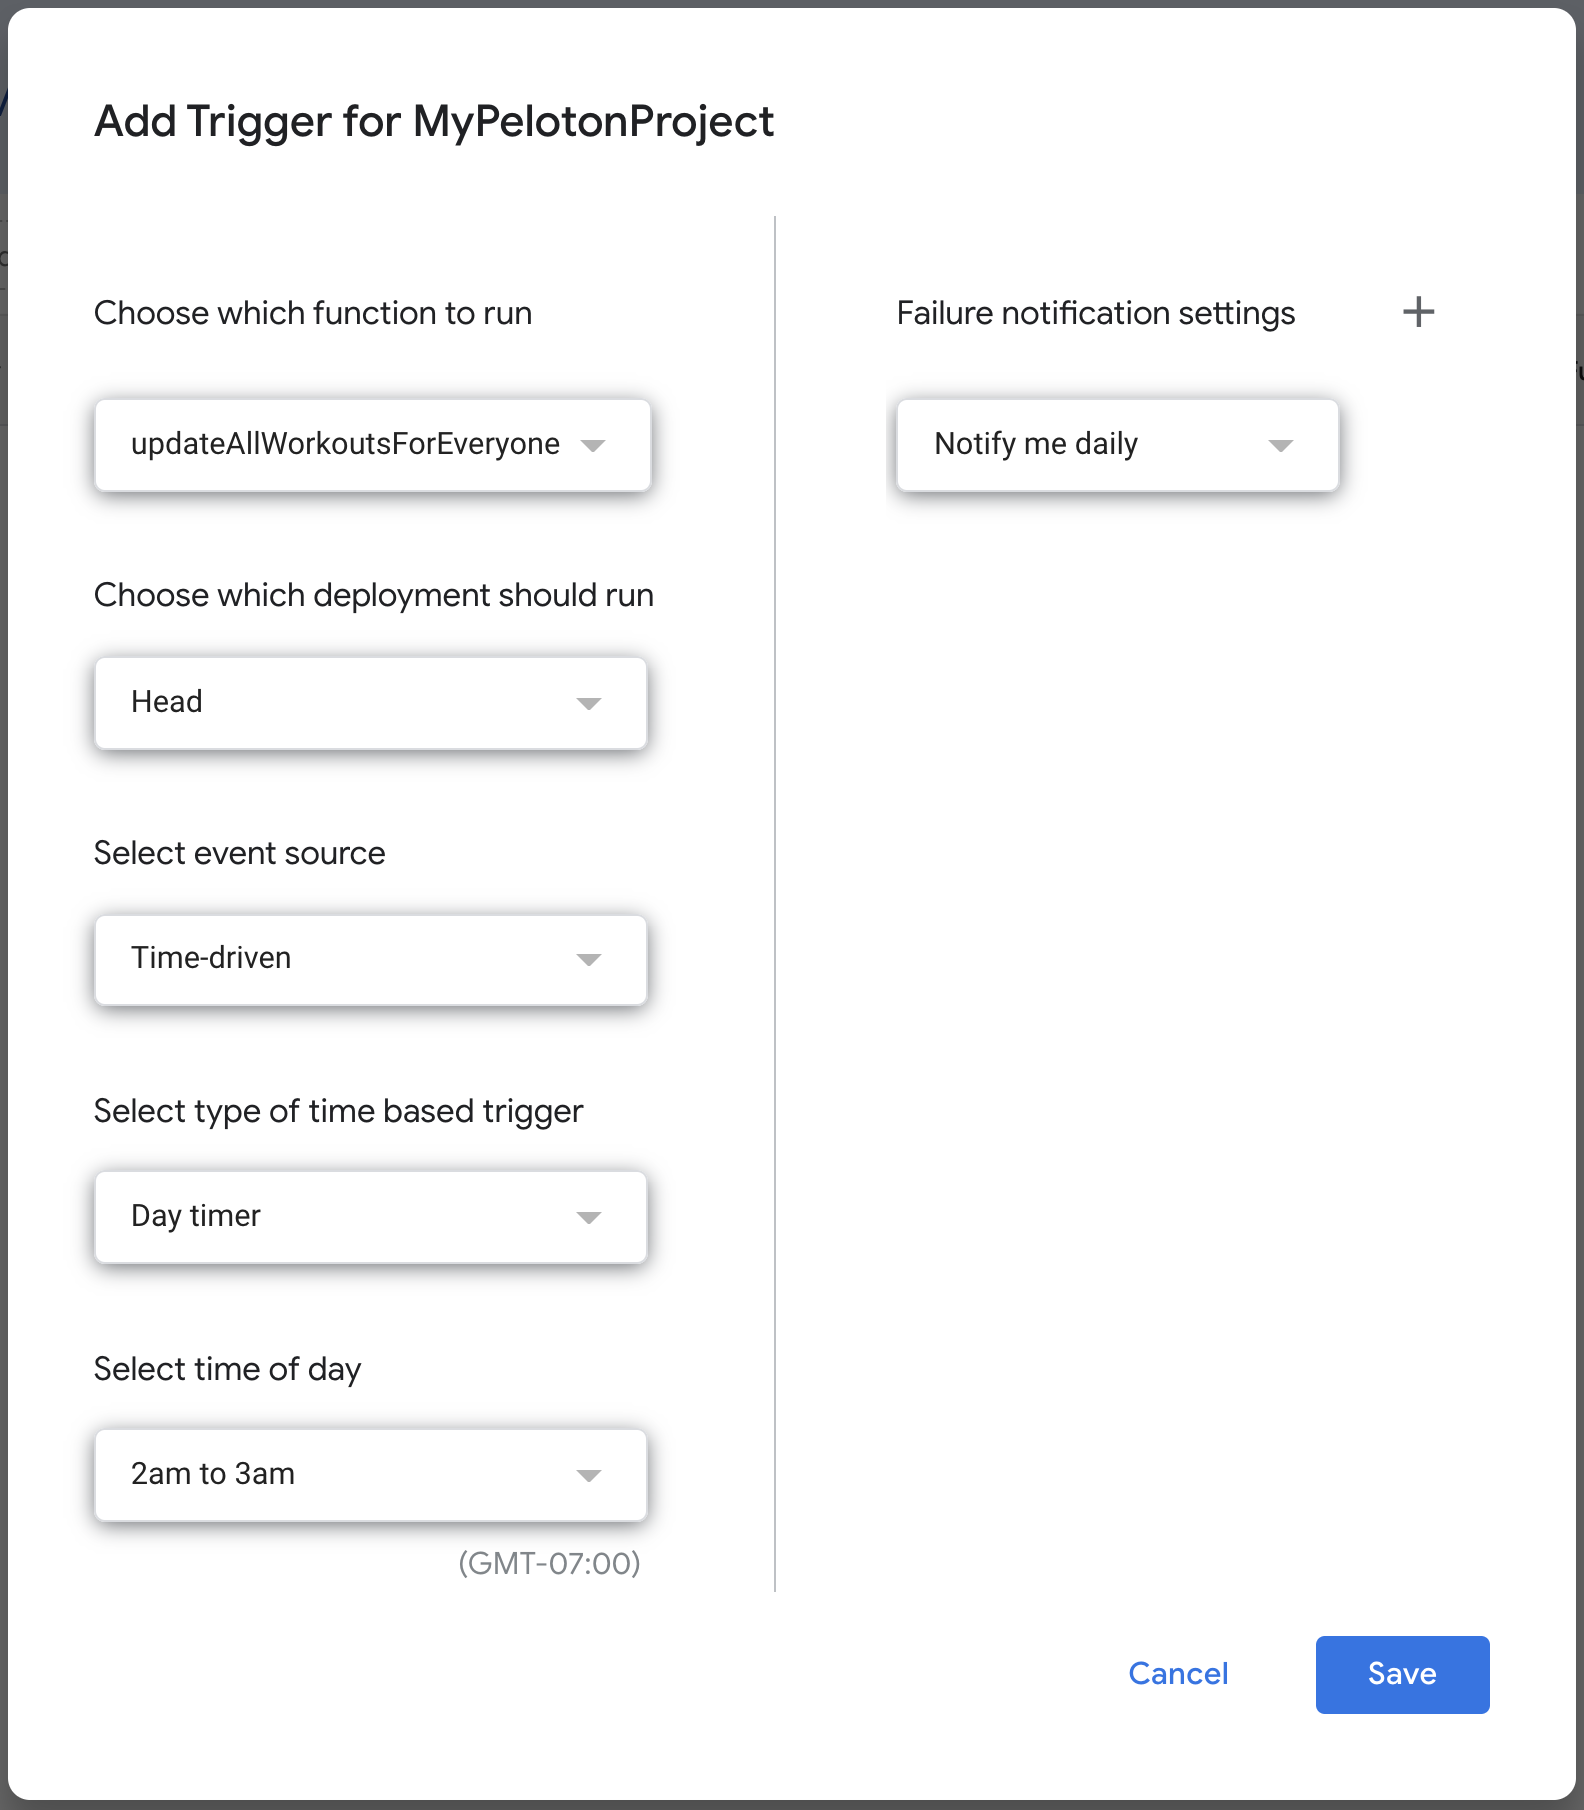 Add Trigger for MyPelotonProject
Choose which function to run
updateAllWorkoutsForEveryone
Choose which deployment should run
Head
Select event source
Time-driven
Select type of time based trigger
Day timer
Select time of day
2am to 3am
(GMT-07:00)
Failure notification settings
Notify me daily
Cancel
Save